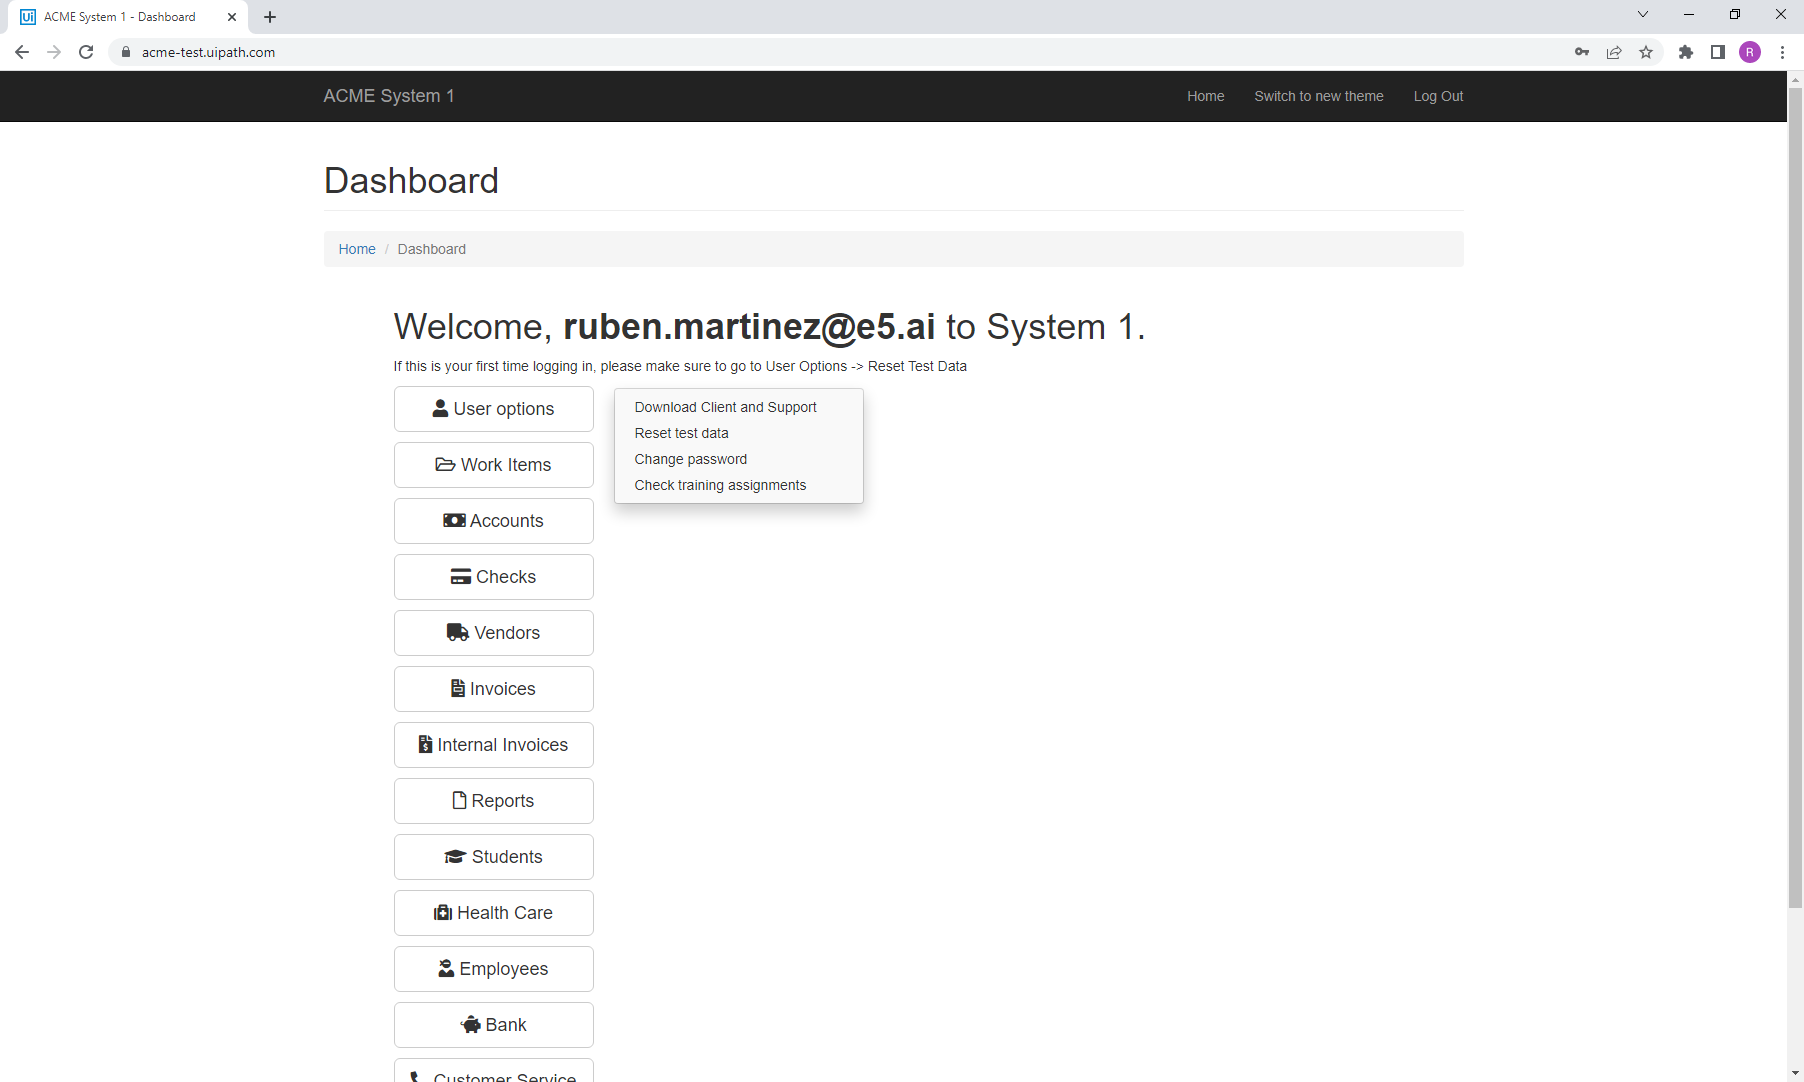 ACME System 1 - Dashboard
acme-test.uipath.com
R
ACME System 1
Home
Switch to new theme
Log Out
Dashboard
Home / Dashboard
Welcome, ruben.martinez@e5.ai to System 1.
If this is your first time logging in, please make sure to go to User Options -> Reset Test Data
User options
Download Client and Support
Reset test data
Change password
Check training assignments
Work Items
Accounts
Checks
Vendors
Invoices
Internal Invoices
Reports
Students
Health Care
Employees
Bank
Customer Service